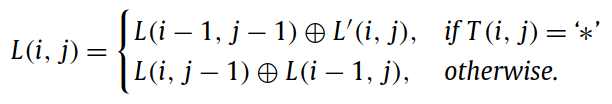 L(i, j) = { L(i − 1, j − 1) ⊕ L′(i, j), if T(i, j) = ‘∗’
L(i, j − 1) ⊕ L(i − 1, j), otherwise.